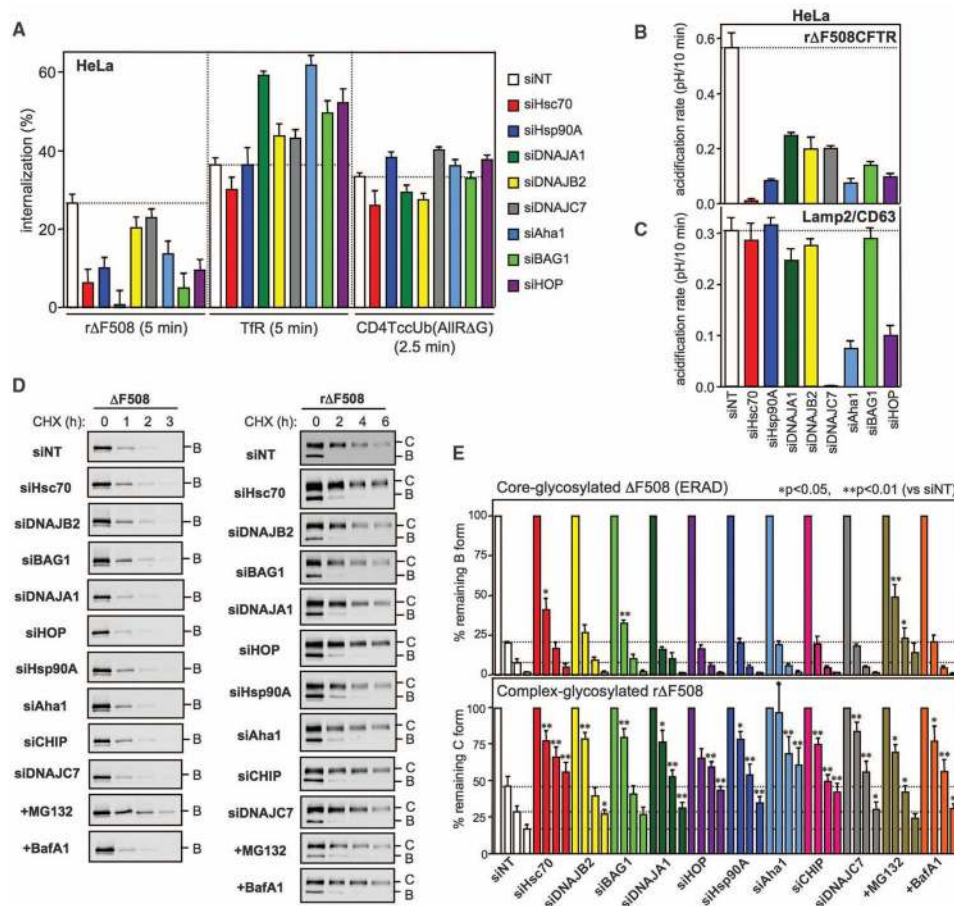 A
HeLa
internalization (%)
60
40
20
0
rΔF508 (5 min)
TfR (5 min)
CD4TccUb(AllRΔG)
(2.5 min)
siNT
siHsc70
siHsp90A
siDNAJA1
siDNAJB2
siDNAJC7
siAha1
siBAG1
siHOP
B
HeLa
rΔF508CFTR
acidification rate (pH/10 min)
0.6
0.4
0.2
0.0
C
Lamp2/CD63
acidification rate (pH/10 min)
0.3
0.2
0.1
0.0
siNT
siHsc70
siHsp90A
siDNAJA1
siDNAJB2
siDNAJC7
siAha1
siBAG1
siHOP
D
ΔF508
CHX (h): 0 1 2 3
siNT B
siHsc70 B
siDNAJB2 B
siBAG1 B
siDNAJA1 B
siHOP B
siHsp90A B
siAha1 B
siCHIP B
siDNAJC7 B
+MG132 B
+BafA1 B
rΔF508
CHX (h): 0 2 4 6
siNT C
B
siHsc70 C
B
siDNAJB2 C
B
siBAG1 C
B
siDNAJA1 C
B
siHOP C
B
siHsp90A C
B
siAha1 C
B
siCHIP C
B
siDNAJC7 C
B
+MG132 C
B
+BafA1 C
B
E
Core-glycosylated ΔF508 (ERAD) *p<0.05, **p<0.01 (vs siNT)
% remaining B form
100
75
50
25
0
* ** ** *
Complex-glycosylated rΔF508
% remaining C form
100
75
50
25
0
siNT
siHsc70
siDNAJB2
siBAG1
siDNAJA1
siHOP
siHsp90A
siAha1
siCHIP
siDNAJC7
+MG132
+BafA1